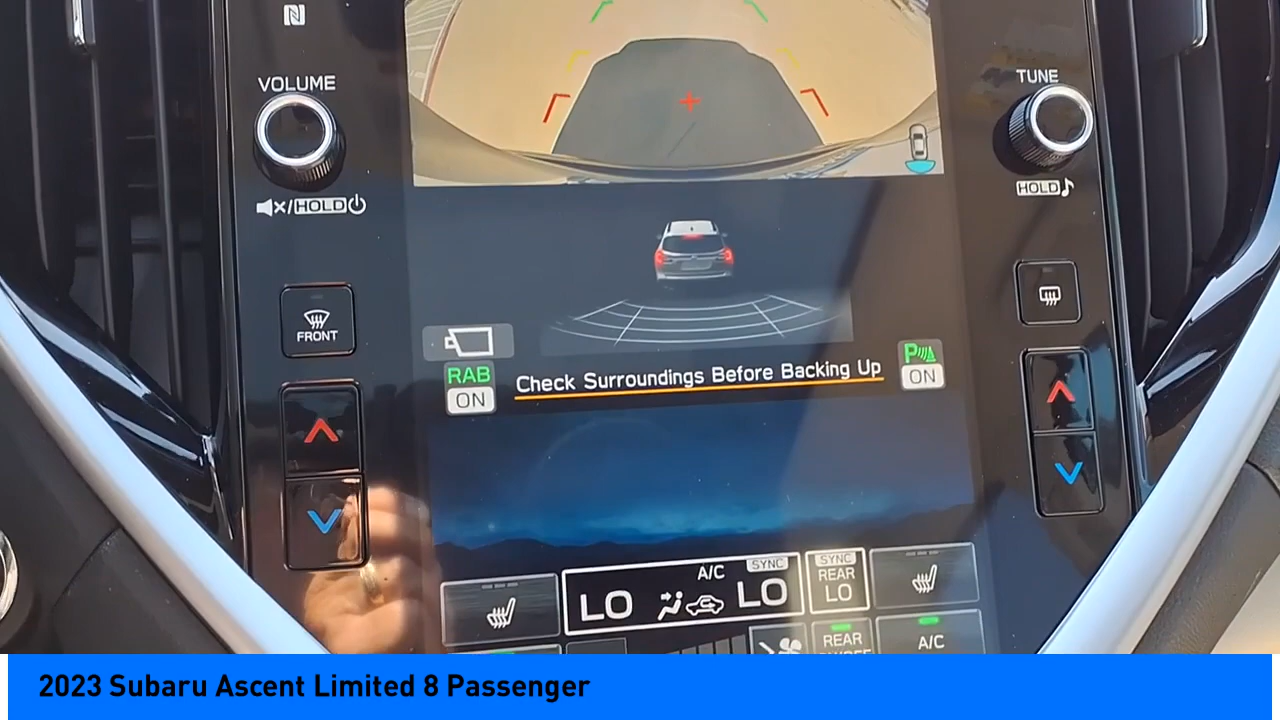 VOLUME
TUNE
HOLD
/HOLD
FRONT
RAB
ON
Check Surroundings Before Backing Up
P
ON
A/C
SYNC
LO
LO
SYNC
REAR
LO
REAR
A/C
2023 Subaru Ascent Limited 8 Passenger